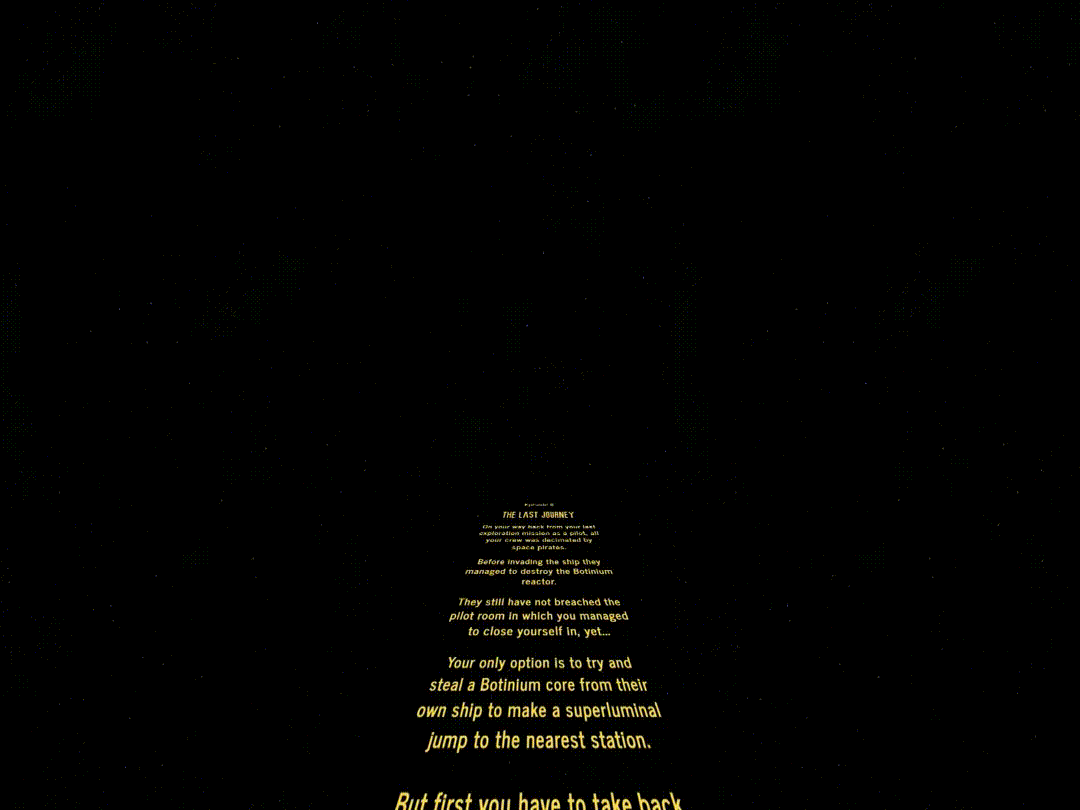 THE LAST JOURNEY
On your way back from your last
exploration mission as a pilot, all
your crew was decimated by
space pirates.
Before invading the ship they
managed to destroy the Botinium
reactor.
They still have not breached the
pilot room in which you managed
to close yourself in, yet...
Your only option is to try and
steal a Botinium core from their
own ship to make a superluminal
jump to the nearest station.
But first you have to take back